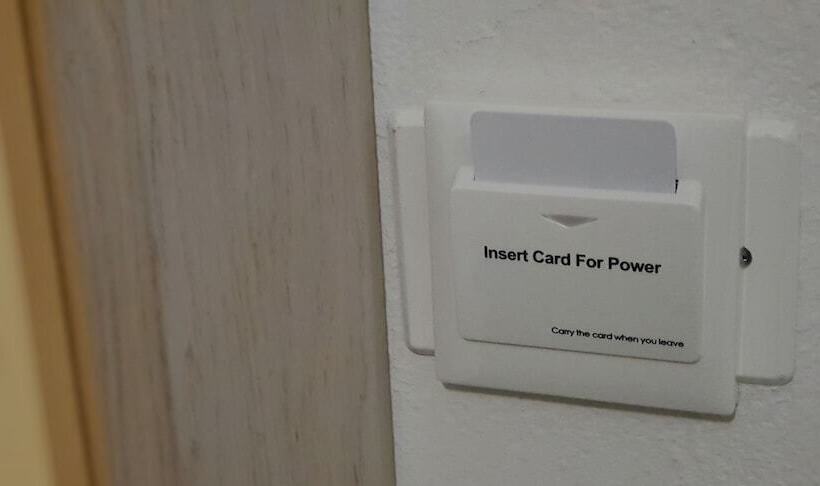 Insert Card For Power
Carry the card when you leave